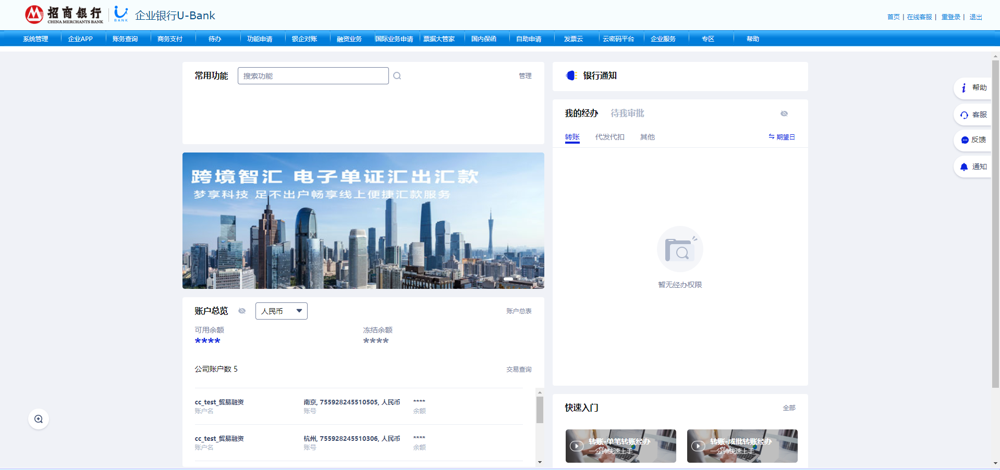 招商银行
CHINA MERCHANTS BANK
BANK
企业银行U-Bank
首页 | 在线客服 | 重登录 | 退出
系统管理 企业APP 账务查询 商务支付 待办 功能申请 银企对账 融资业务 国际业务申请 票据大管家 国内保函 自助申请 发票云 云密码平台 企业服务 专区 帮助
常用功能 搜索功能 管理
跨境智汇 电子单证汇出汇款
梦享科技 足不出户畅享线上便捷汇款服务
账户总览 人民币 账户总表
可用余额 冻结余额
**** ****
公司账户数 5 交易查询
cc_test_贸易融资 南京, 755928245510505, 人民币 ****
账户名 账号 余额
cc_test_贸易融资 杭州, 755928245510306, 人民币 ****
账户名 账号 余额
银行通知
我的经办 待我审批
转账 代发代扣 其他 期望日
暂无经办权限
快速入门 全部
转账-单笔转账经办
一分钟快速上手
转账-成批转账经办
一分钟快速上手
帮助
客服
反馈
通知